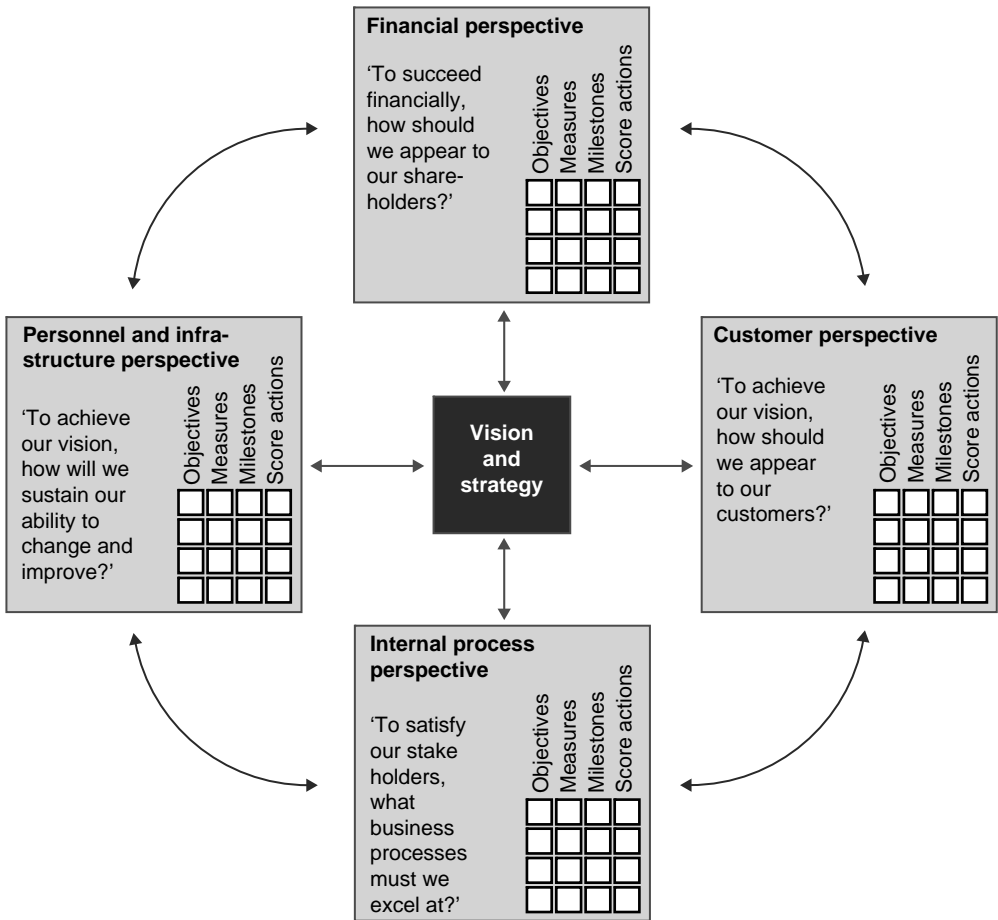 Financial perspective
‘To succeed
financially,
how should
we appear to
our share-
holders?’
Objectives
Measures
Milestones
Score actions
Personnel and infra-
structure perspective
‘To achieve
our vision,
how will we
sustain our
ability to
change and
improve?’
Objectives
Measures
Milestones
Score actions
Vision
and
strategy
Customer perspective
‘To achieve
our vision,
how should
we appear
to our
customers?’
Objectives
Measures
Milestones
Score actions
Internal process
perspective
‘To satisfy
our stake
holders,
what
business
processes
must we
excel at?’
Objectives
Measures
Milestones
Score actions